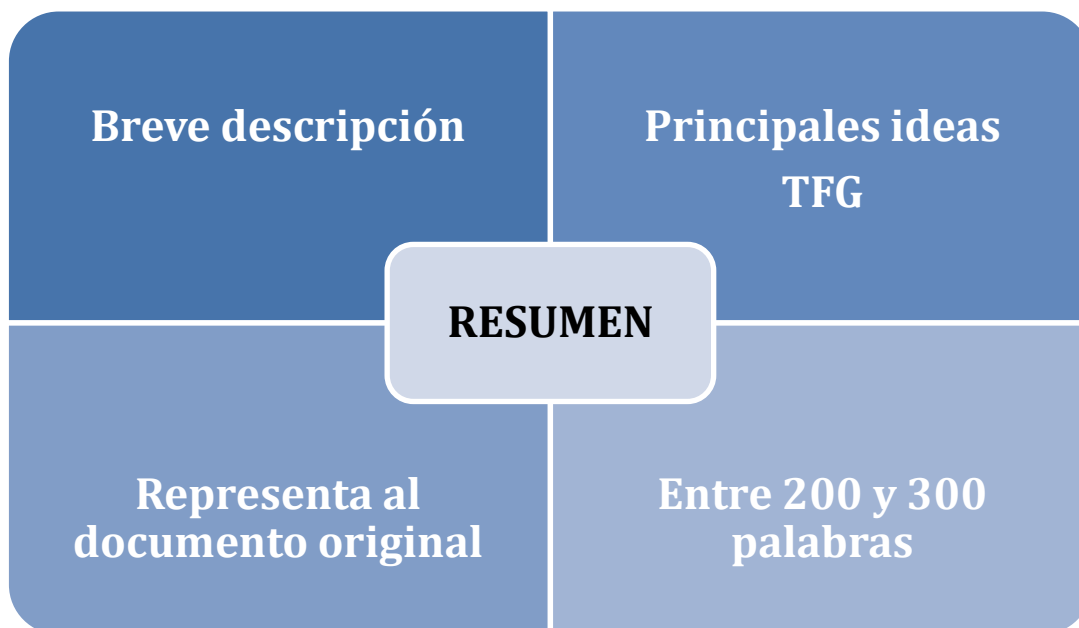 Breve descripción
Principales ideas
TFG
RESUMEN
Representa al
documento original
Entre 200 y 300
palabras